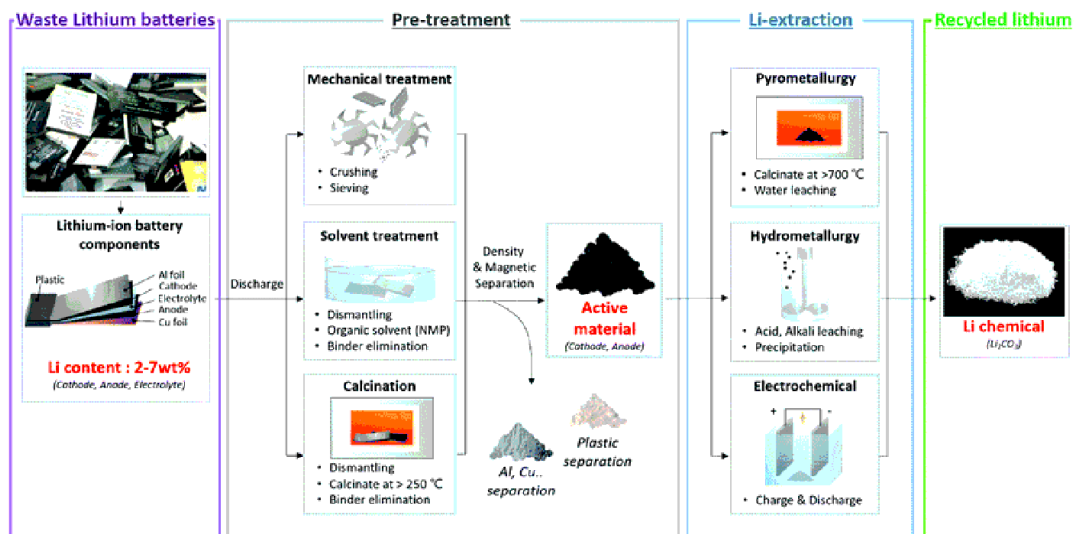 Waste Lithium batteries
Pre-treatment
Li-extraction
Recycled lithium
Lithium-ion battery
components
Plastic
Al foil
Cathode
Electrolyte
Anode
Cu foil
Li content : 2-7wt%
(Cathode, Anode, Electrolyte)
Discharge
Mechanical treatment
• Crushing
• Sieving
Solvent treatment
• Dismantling
• Organic solvent (NMP)
• Binder elimination
Calcination
• Dismantling
• Calcinate at > 250 ℃
• Binder elimination
Density
& Magnetic
Separation
Al, Cu..
separation
Plastic
separation
Active
material
(Cathode, Anode)
Pyrometallurgy
• Calcinate at >700 ℃
• Water leaching
Hydrometallurgy
• Acid, Alkali leaching
• Precipitation
Electrochemical
+
-
• Charge & Discharge
Li chemical
(Li₂CO₃)